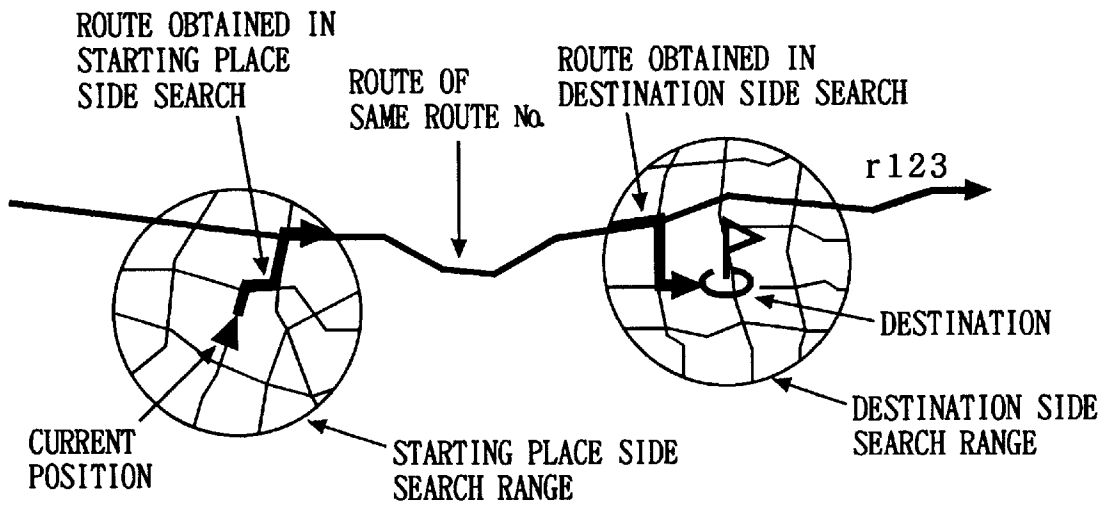 ROUTE OBTAINED IN
STARTING PLACE
SIDE SEARCH
ROUTE OF
SAME ROUTE No.
ROUTE OBTAINED IN
DESTINATION SIDE SEARCH
r123
DESTINATION
DESTINATION SIDE
SEARCH RANGE
CURRENT
POSITION
STARTING PLACE SIDE
SEARCH RANGE